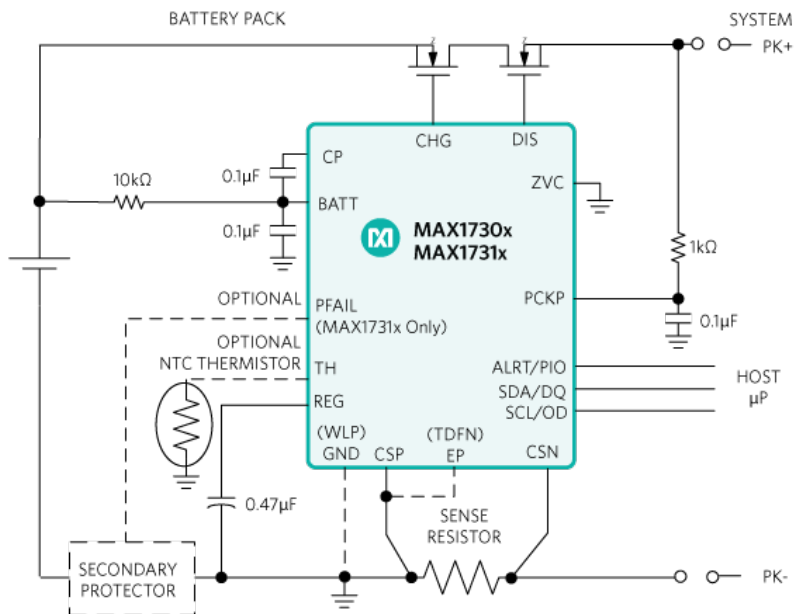 BATTERY PACK
SYSTEM
PK+
CHG
DIS
10kΩ
0.1µF
CP
ZVC
BATT
0.1µF
MAX1730x
MAX1731x
1kΩ
OPTIONAL
PFAIL
(MAX1731x Only)
PCKP
0.1µF
OPTIONAL
NTC THERMISTOR
TH
ALRT/PIO
SDA/DQ
SCL/OD
HOST
µP
REG
(WLP)
GND
CSP
(TDFN)
EP
CSN
0.47µF
SENSE
RESISTOR
SECONDARY
PROTECTOR
PK-